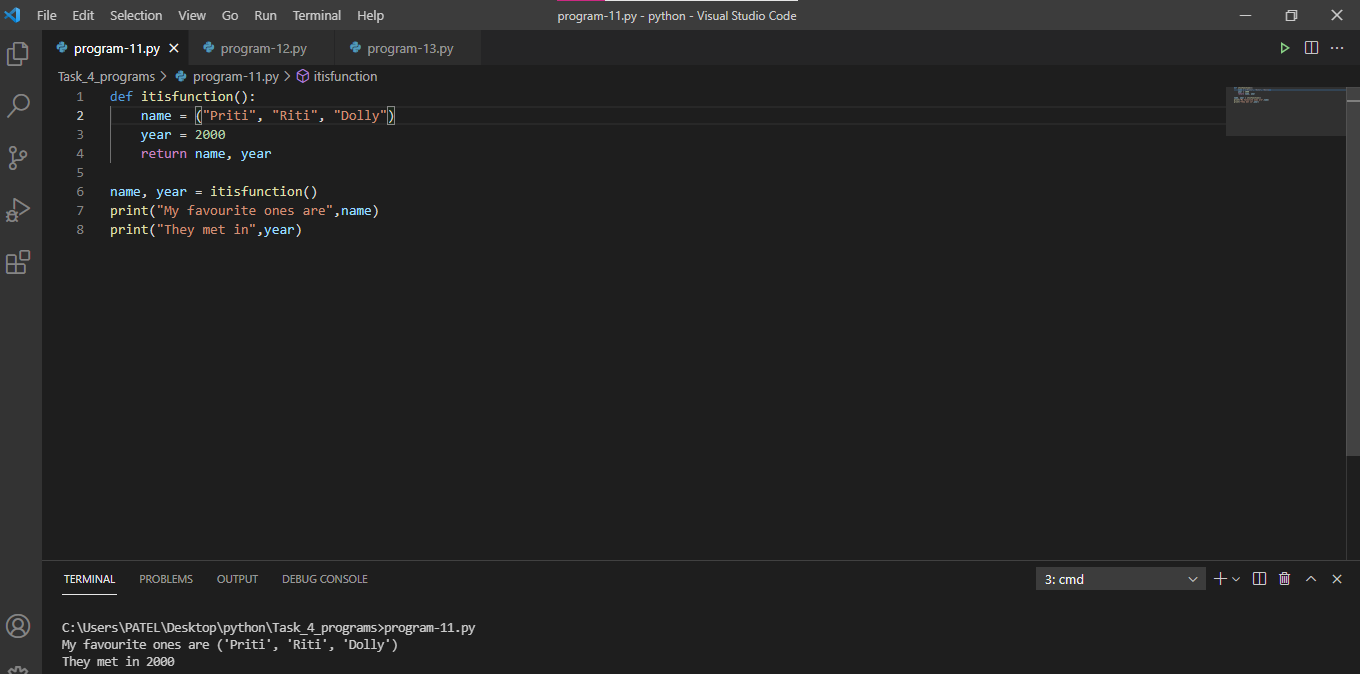 File Edit Selection View Go Run Terminal Help program-11.py - python - Visual Studio Code
program-11.py program-12.py program-13.py
Task_4_programs > program-11.py > itisfunction
1 def itisfunction():
2     name = ("Priti", "Riti", "Dolly")
3     year = 2000
4     return name, year
5
6 name, year = itisfunction()
7 print("My favourite ones are",name)
8 print("They met in",year)
TERMINAL PROBLEMS OUTPUT DEBUG CONSOLE 3: cmd
C:\Users\PATEL\Desktop\python\Task_4_programs>program-11.py
My favourite ones are ('Priti', 'Riti', 'Dolly')
They met in 2000